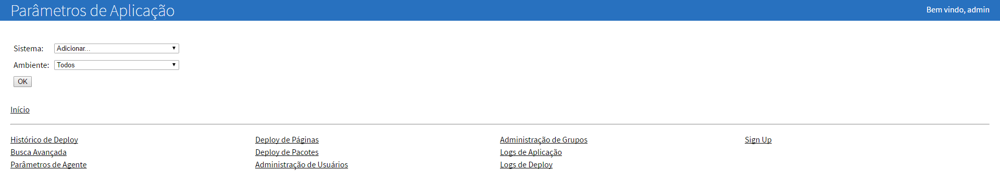 Parâmetros de Aplicação
Bem vindo, admin
Sistema: Adicionar...
Ambiente: Todos
OK
Início
Histórico de Deploy
Busca Avançada
Parâmetros de Agente
Deploy de Páginas
Deploy de Pacotes
Administração de Usuários
Administração de Grupos
Logs de Aplicação
Logs de Deploy
Sign Up